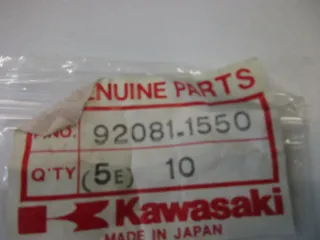 ENUINE PARTS
P.NO. 92081-1550
Q'TY (5E) 10
Kawasaki
MADE IN JAPAN